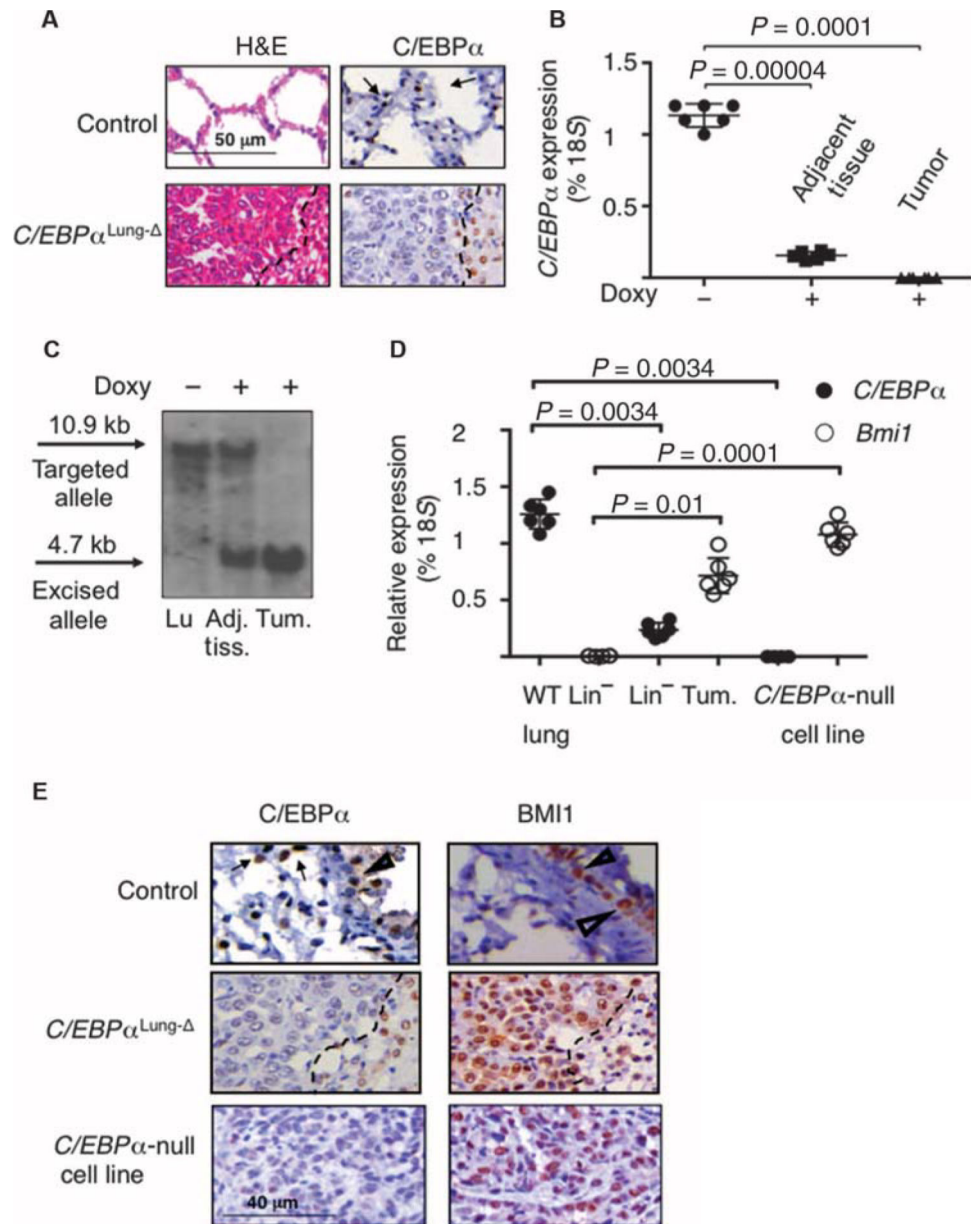 A
H&E
C/EBPα
Control
50 μm
C/EBPα^Lung-Δ
B
P = 0.0001
P = 0.00004
C/EBPα expression
(% 18S)
1.5
1
0.5
Adjacent
tissue
Tumor
Doxy
− + +
C
Doxy − + +
10.9 kb
Targeted
allele
4.7 kb
Excised
allele
Lu Adj. Tum.
tiss.
D
P = 0.0034
P = 0.0034
P = 0.0001
P = 0.01
C/EBPα
Bmi1
Relative expression
(% 18S)
2
1.5
1
0.5
WT Lin⁻ Lin⁻ Tum. C/EBPα-null
lung cell line
E
C/EBPα
BMI1
Control
C/EBPα^Lung-Δ
C/EBPα-null
cell line
40 μm